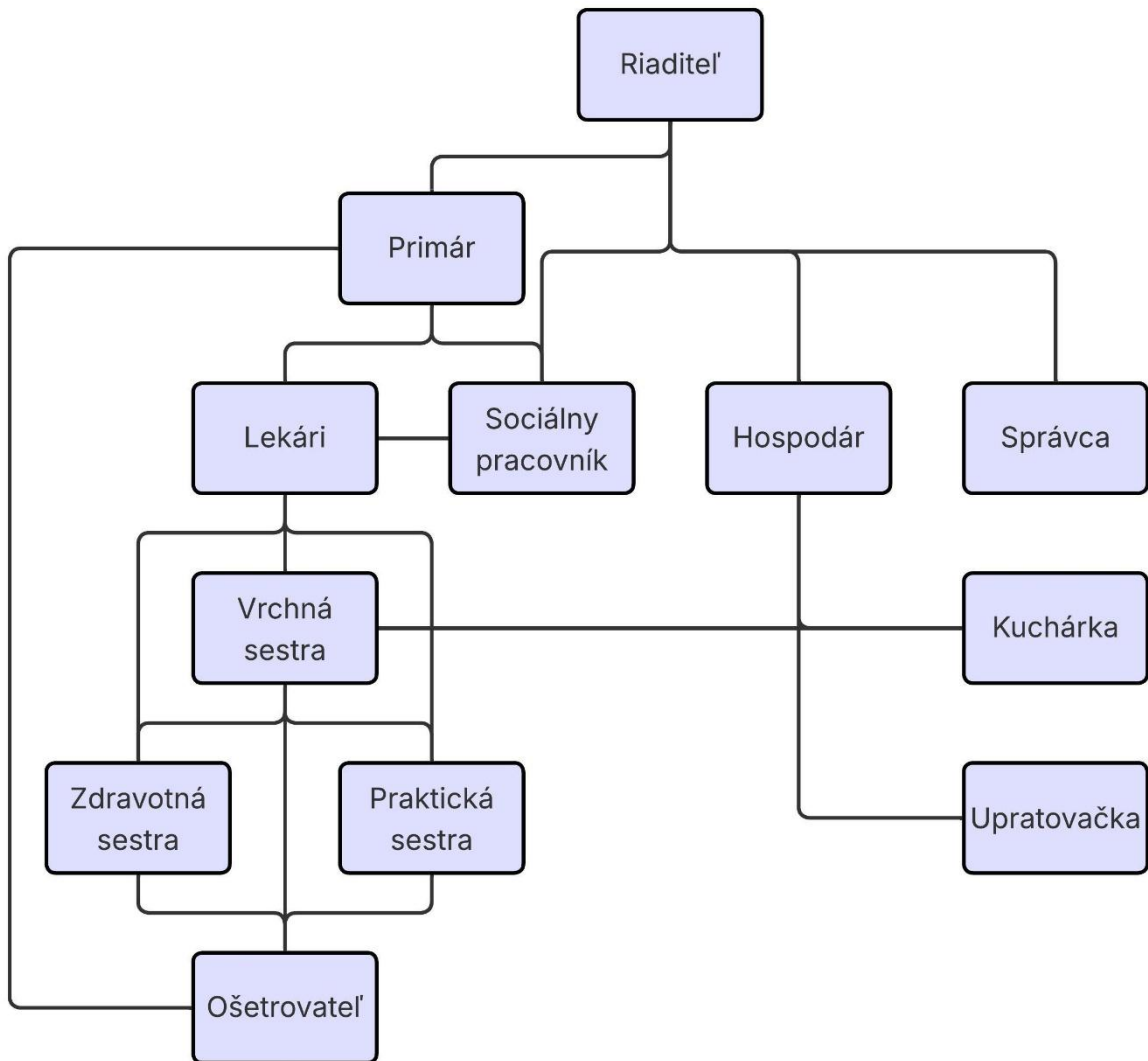 Riaditeľ
Primár
Lekári
Sociálny
pracovník
Hospodár
Správca
Vrchná
sestra
Kuchárka
Zdravotná
sestra
Praktická
sestra
Upratovačka
Ošetrovateľ